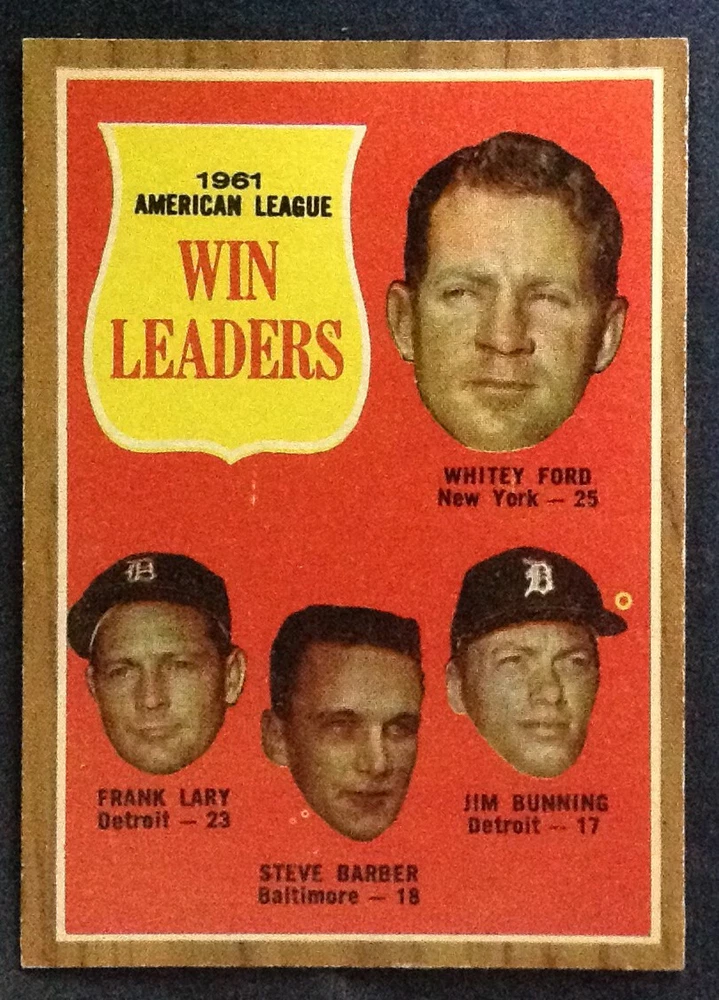 1961
AMERICAN LEAGUE
WIN
LEADERS
WHITEY FORD
New York — 25
D
D
FRANK LARY
Detroit — 23
JIM BUNNING
Detroit — 17
STEVE BARBER
Baltimore — 18